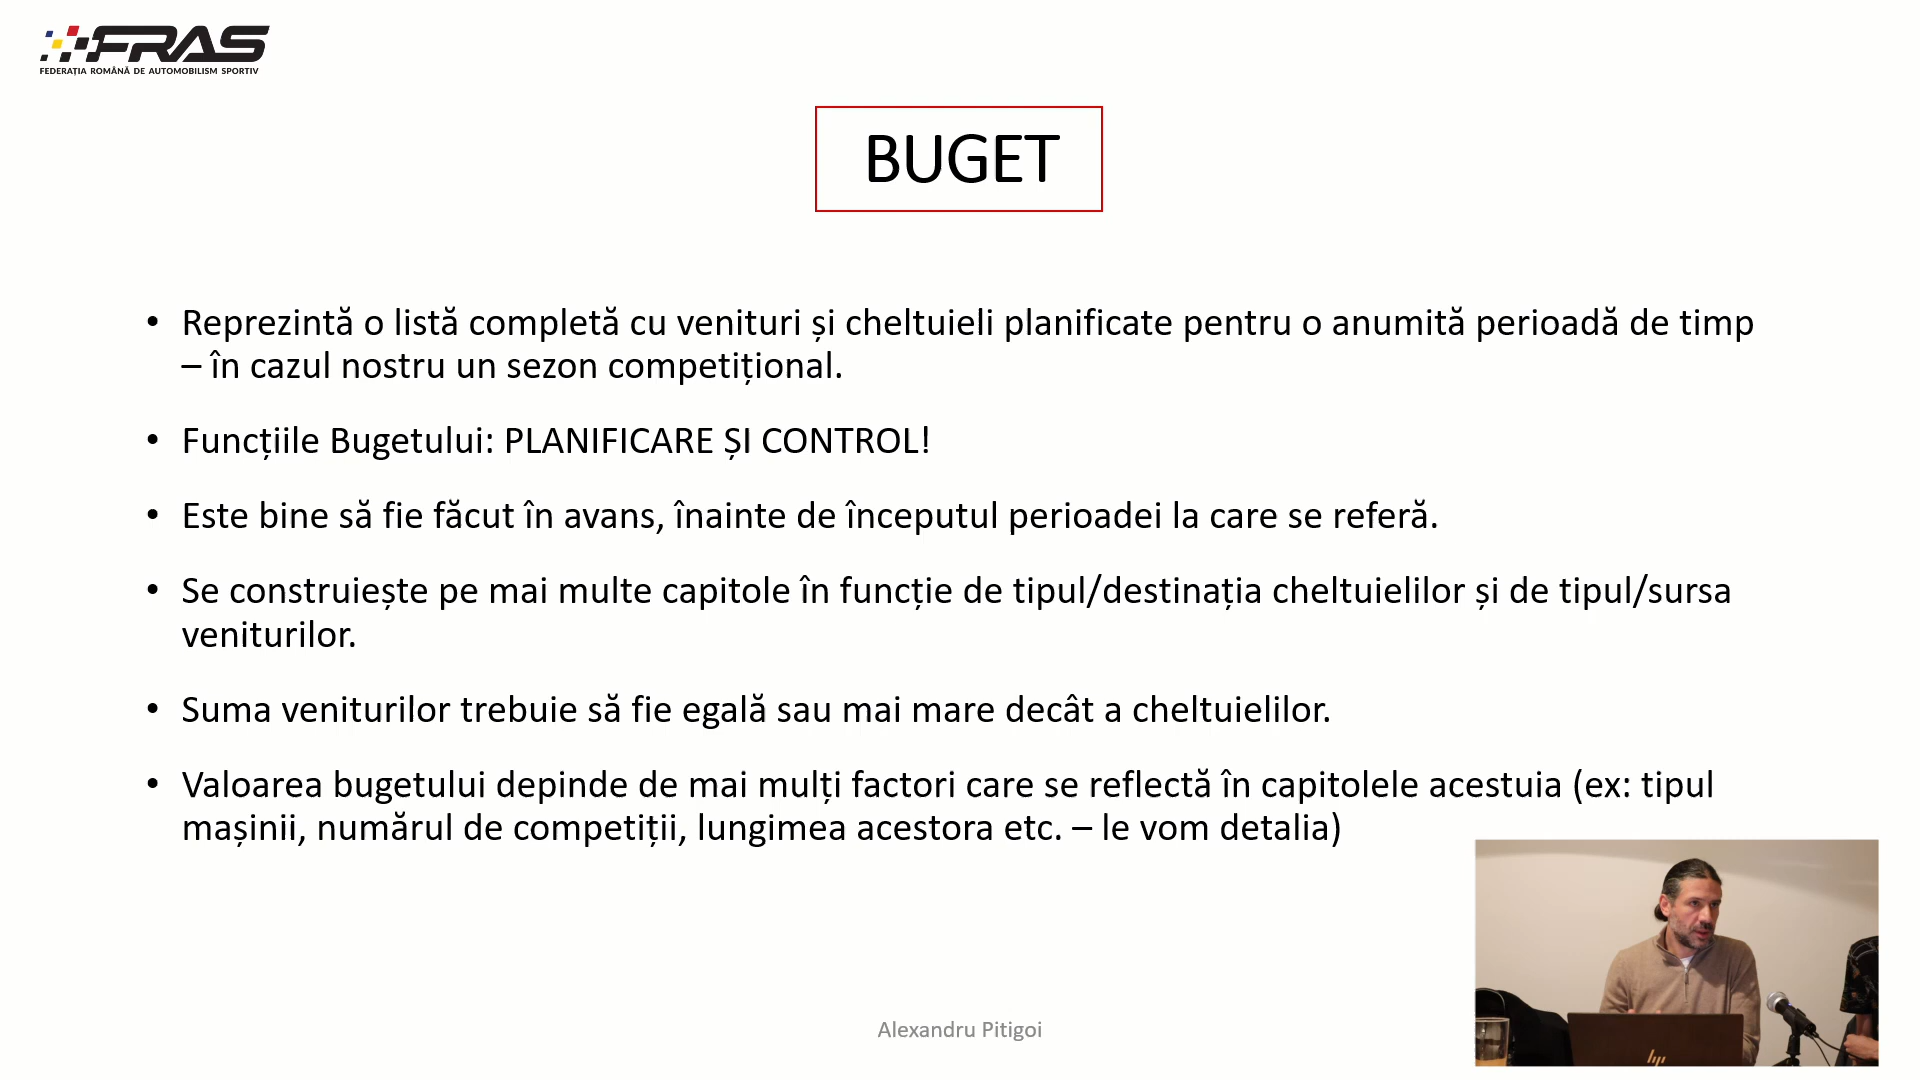 FRAS
FEDERAȚIA ROMÂNĂ DE AUTOMOBILISM SPORTIV
BUGET
• Reprezintă o listă completă cu venituri și cheltuieli planificate pentru o anumită perioadă de timp
– în cazul nostru un sezon competițional.
• Funcțiile Bugetului: PLANIFICARE ȘI CONTROL!
• Este bine să fie făcut în avans, înainte de începutul perioadei la care se referă.
• Se construiește pe mai multe capitole în funcție de tipul/destinația cheltuielilor și de tipul/sursa
veniturilor.
• Suma veniturilor trebuie să fie egală sau mai mare decât a cheltuielilor.
• Valoarea bugetului depinde de mai mulți factori care se reflectă în capitolele acestuia (ex: tipul
mașinii, numărul de competiții, lungimea acestora etc. – le vom detalia)
hp
Alexandru Pitigoi